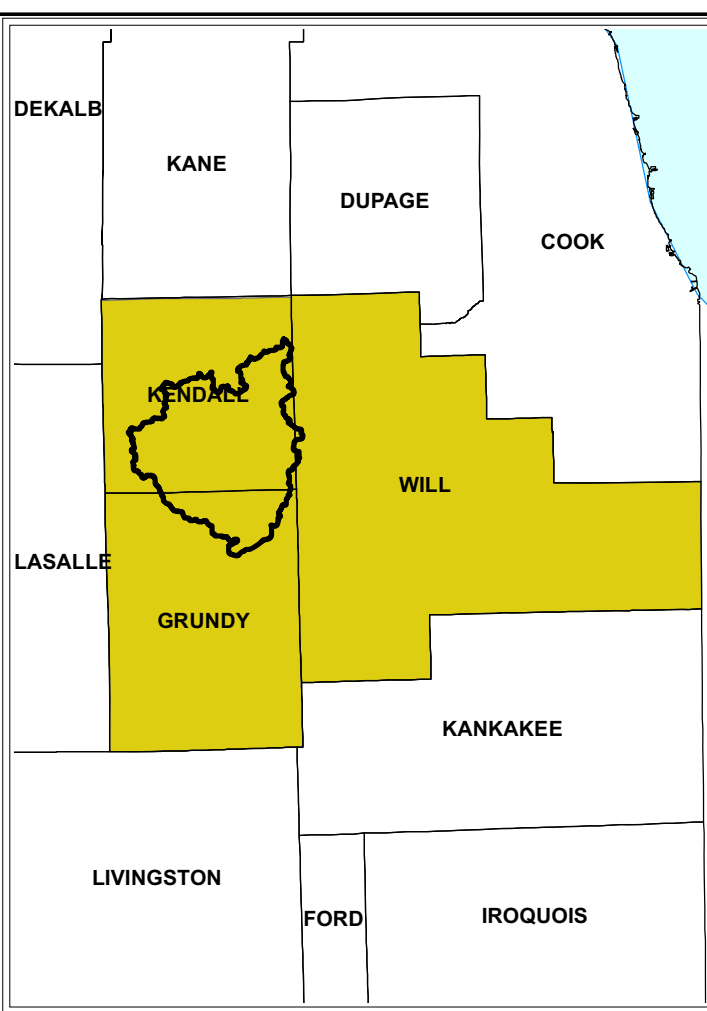 DEKALB
KANE
DUPAGE
COOK
KENDALL
WILL
LASALLE
GRUNDY
KANKAKEE
LIVINGSTON
FORD
IROQUOIS